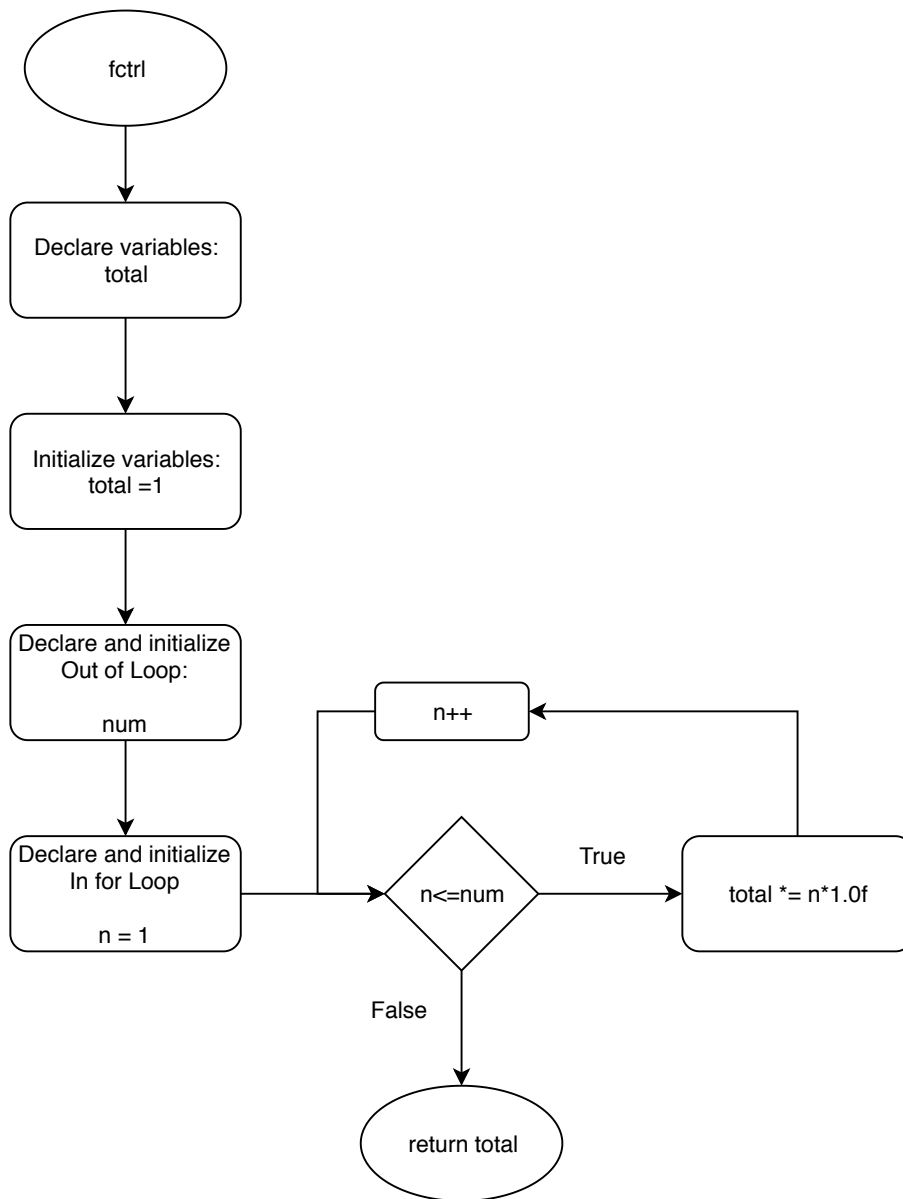 fctrl
Declare variables:
total
Initialize variables:
total =1
Declare and initialize
Out of Loop:
num
n++
Declare and initialize
In for Loop
n = 1
n<=num
True
total *= n*1.0f
False
return total